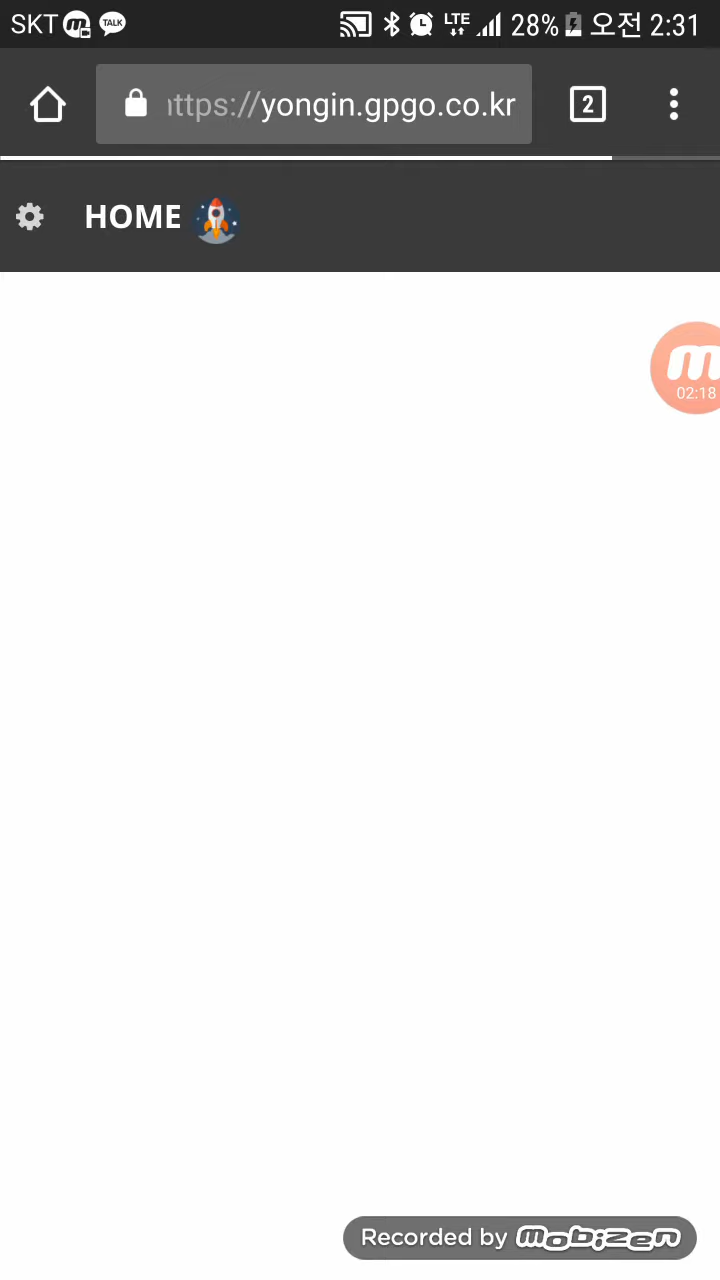 SKT TALK LTE 28% 오전 2:31
https://yongin.gpgo.co.kr 2
HOME
m
02:18
Recorded by mobizen